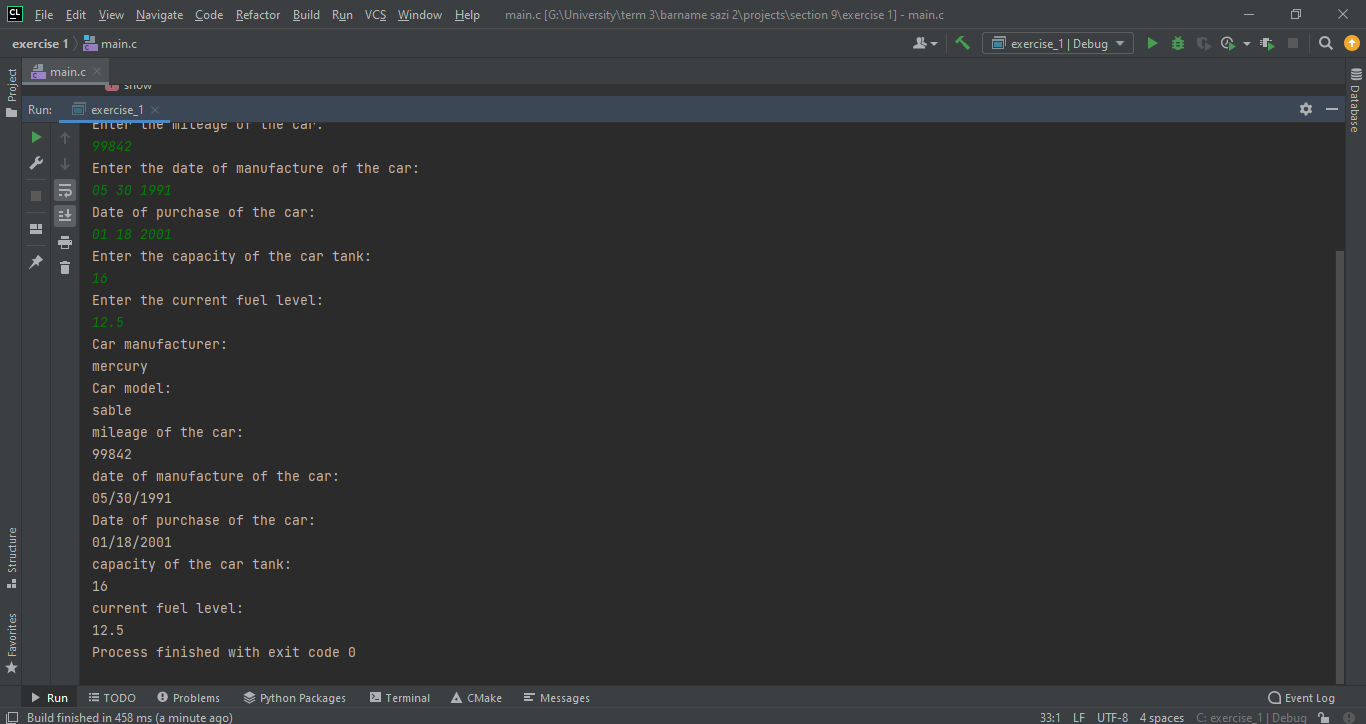 CL File Edit View Navigate Code Refactor Build Run VCS Window Help main.c [G:\University\term 3\barname sazi 2\projects\section 9\exercise 1] - main.c
exercise 1 main.c exercise_1 | Debug
Project main.c
show
Run: exercise_1
Enter the mileage of the car:
99842
Enter the date of manufacture of the car:
05 30 1991
Date of purchase of the car:
01 18 2001
Enter the capacity of the car tank:
16
Enter the current fuel level:
12.5
Car manufacturer:
mercury
Car model:
sable
mileage of the car:
99842
date of manufacture of the car:
05/30/1991
Date of purchase of the car:
01/18/2001
capacity of the car tank:
16
current fuel level:
12.5
Process finished with exit code 0
Structure
Favorites
Database
Run TODO Problems Python Packages Terminal CMake Messages Event Log
Build finished in 458 ms (a minute ago) 33:1 LF UTF-8 4 spaces C: exercise_1 | Debug